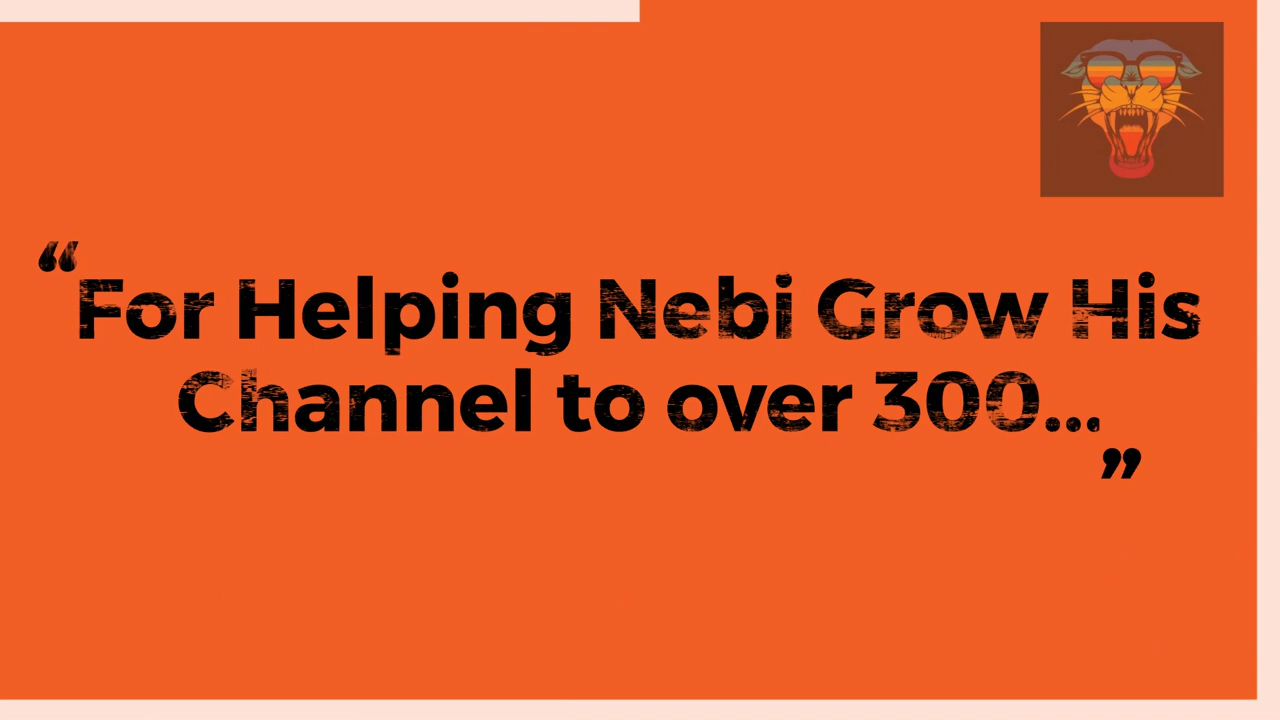 “For Helping Nebi Grow His
Channel to over 300...”